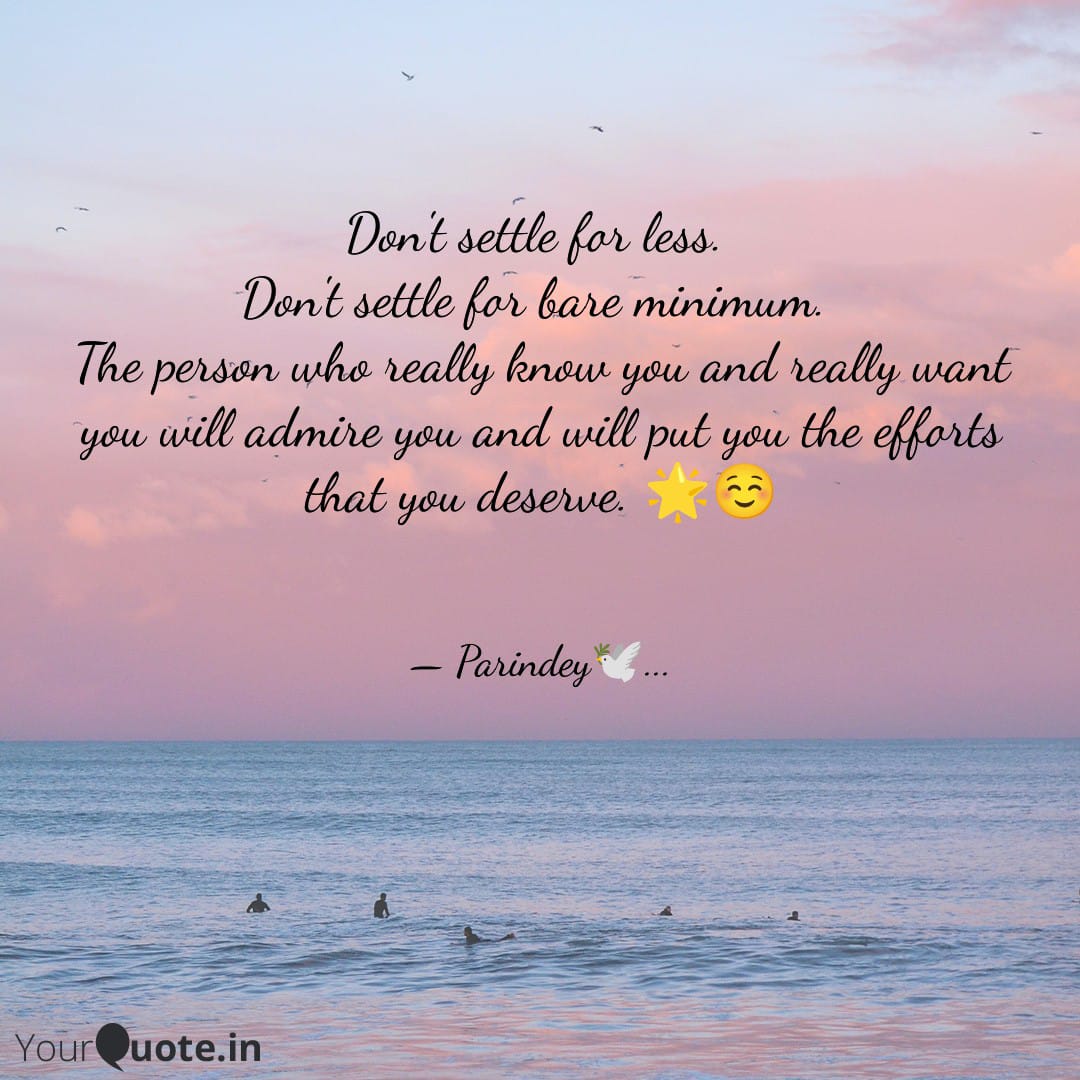 Don't settle for less.
Don't settle for bare minimum.
The person who really know you and really want
you will admire you and will put you the efforts
that you deserve. 🌟☺️
— Parindey🕊️...
YourQuote.in